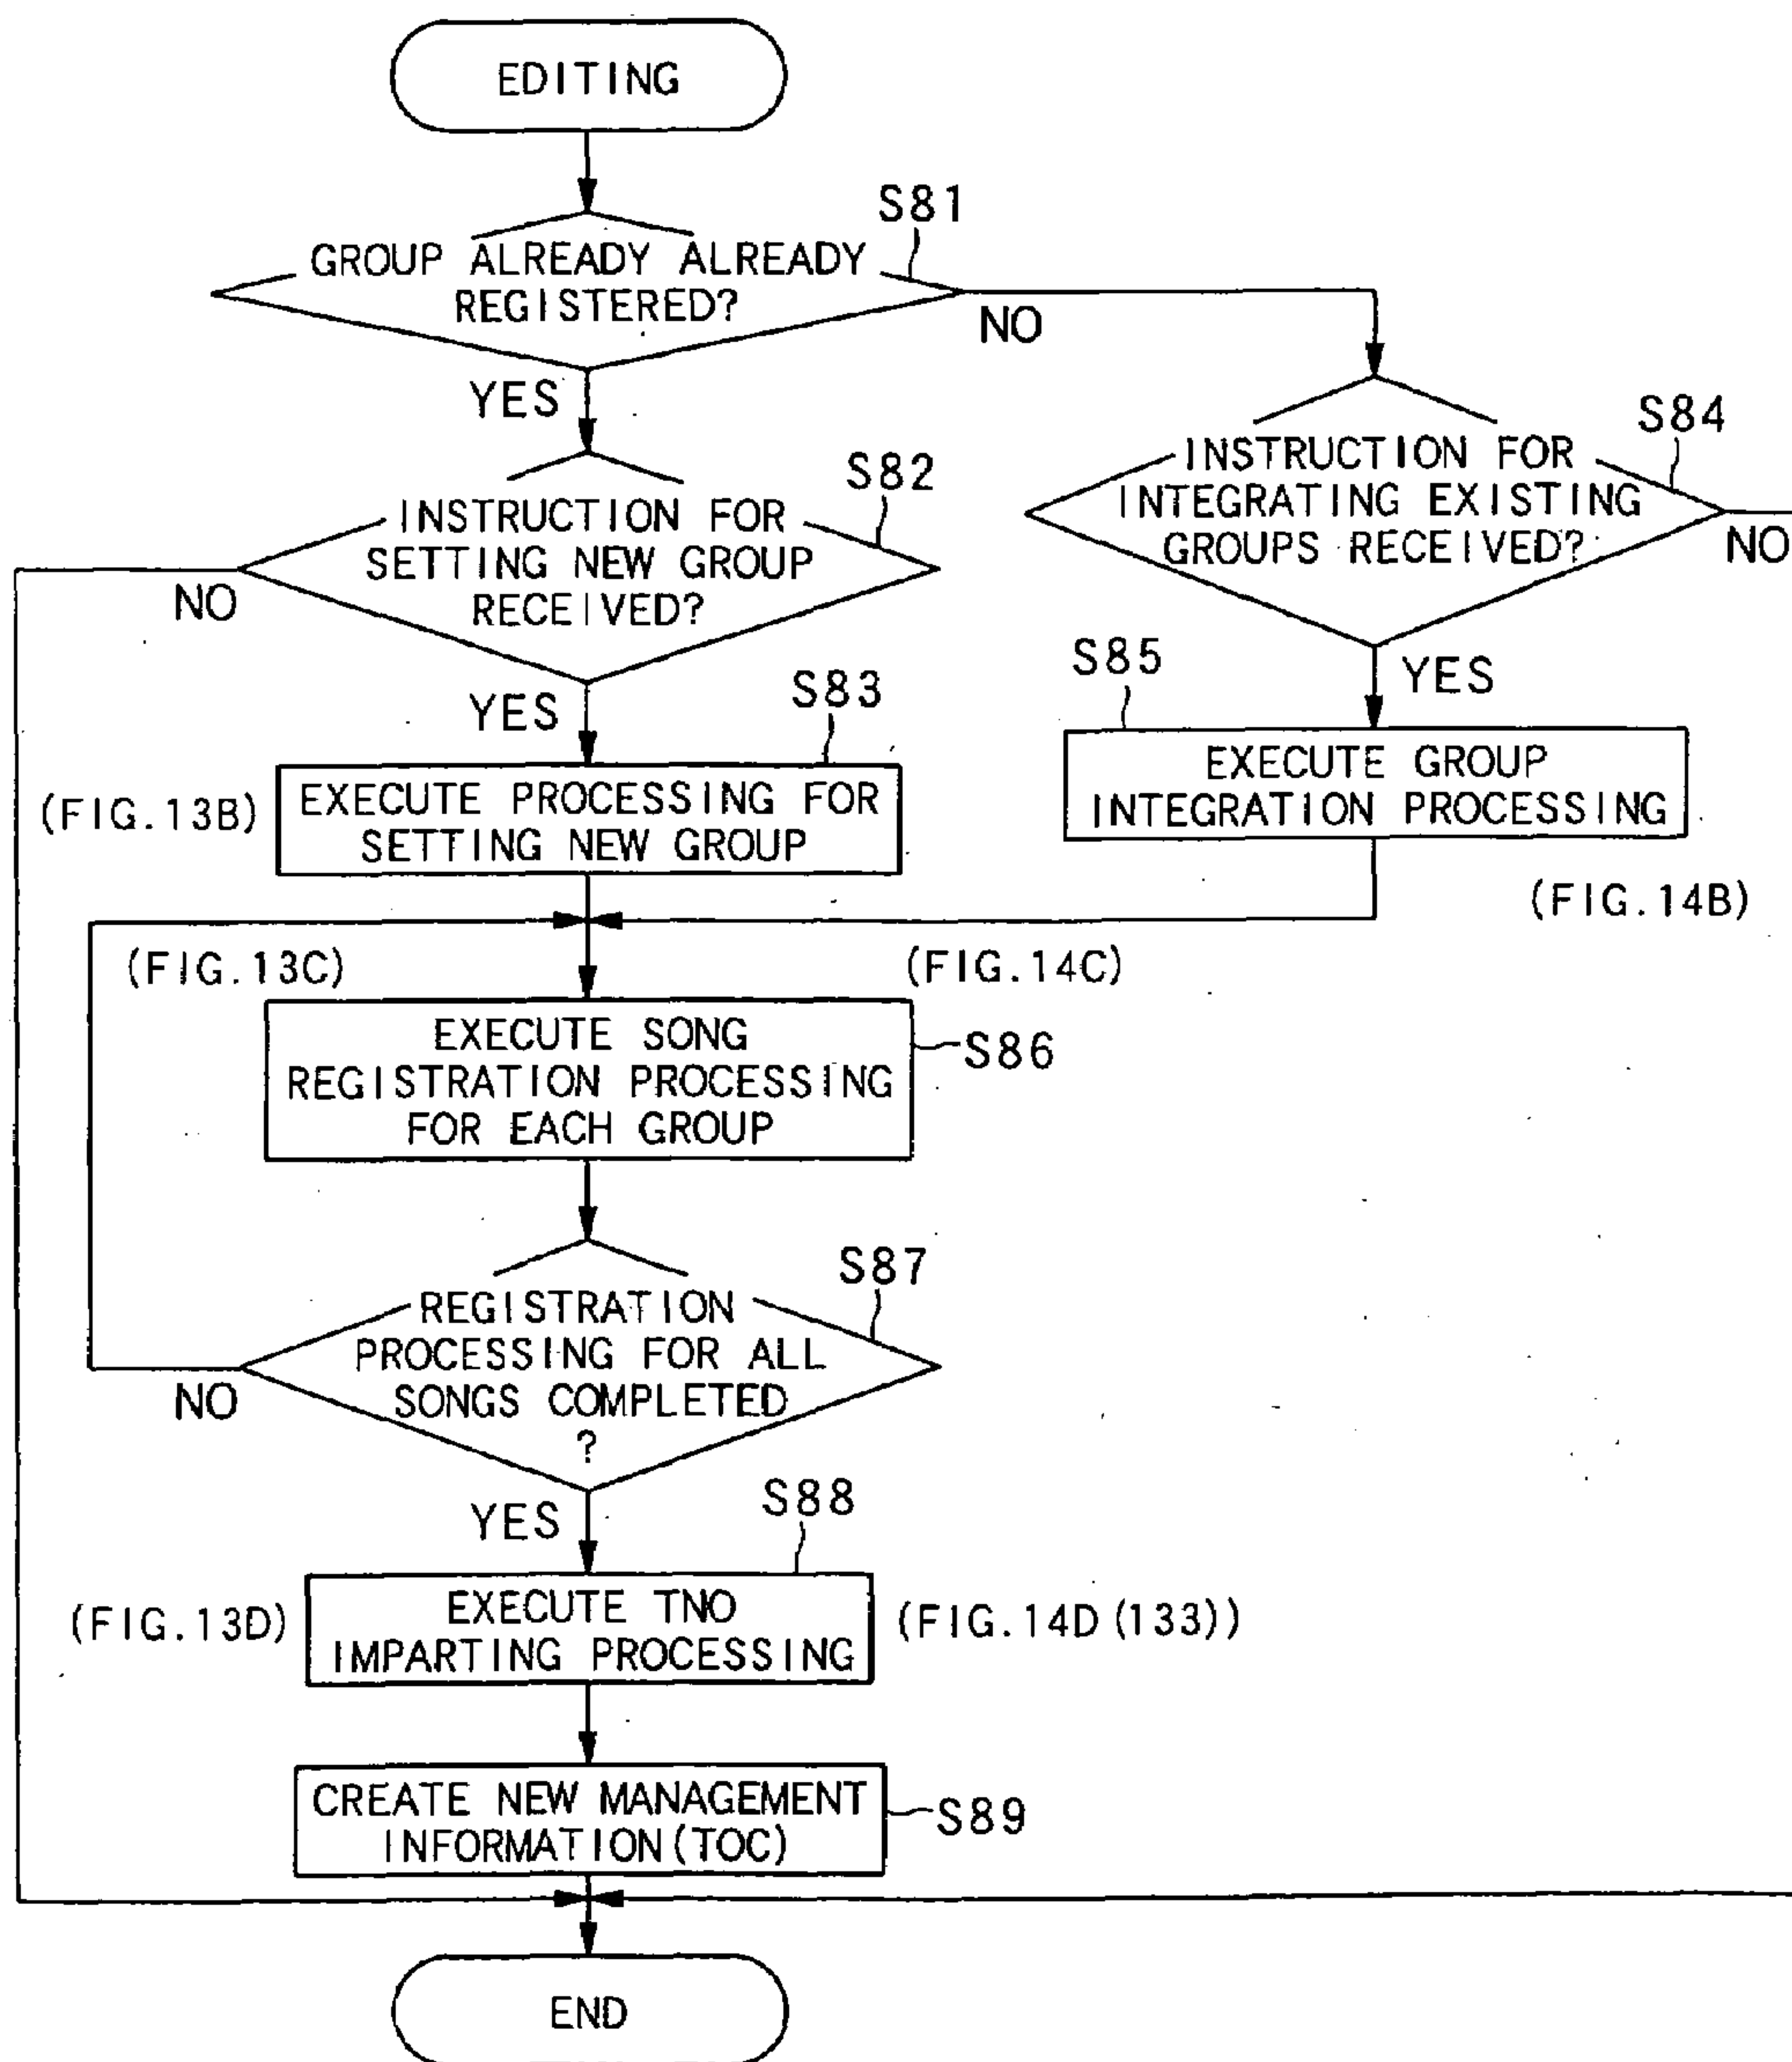 EDITING
S81
GROUP ALREADY ALREADY
REGISTERED?
NO
YES
S84
INSTRUCTION FOR
INTEGRATING EXISTING
GROUPS RECEIVED?
NO
S82
INSTRUCTION FOR
SETTING NEW GROUP
RECEIVED?
NO
YES
S85
YES
EXECUTE GROUP
INTEGRATION PROCESSING
(FIG.14B)
S83
(FIG.13B)
EXECUTE PROCESSING FOR
SETTING NEW GROUP
(FIG.13C)
(FIG.14C)
EXECUTE SONG
REGISTRATION PROCESSING
FOR EACH GROUP
S86
S87
REGISTRATION
PROCESSING FOR ALL
SONGS COMPLETED
?
NO
YES
S88
(FIG.13D)
EXECUTE TNO
IMPARTING PROCESSING
(FIG.14D(133))
CREATE NEW MANAGEMENT
INFORMATION(TOC)
S89
END